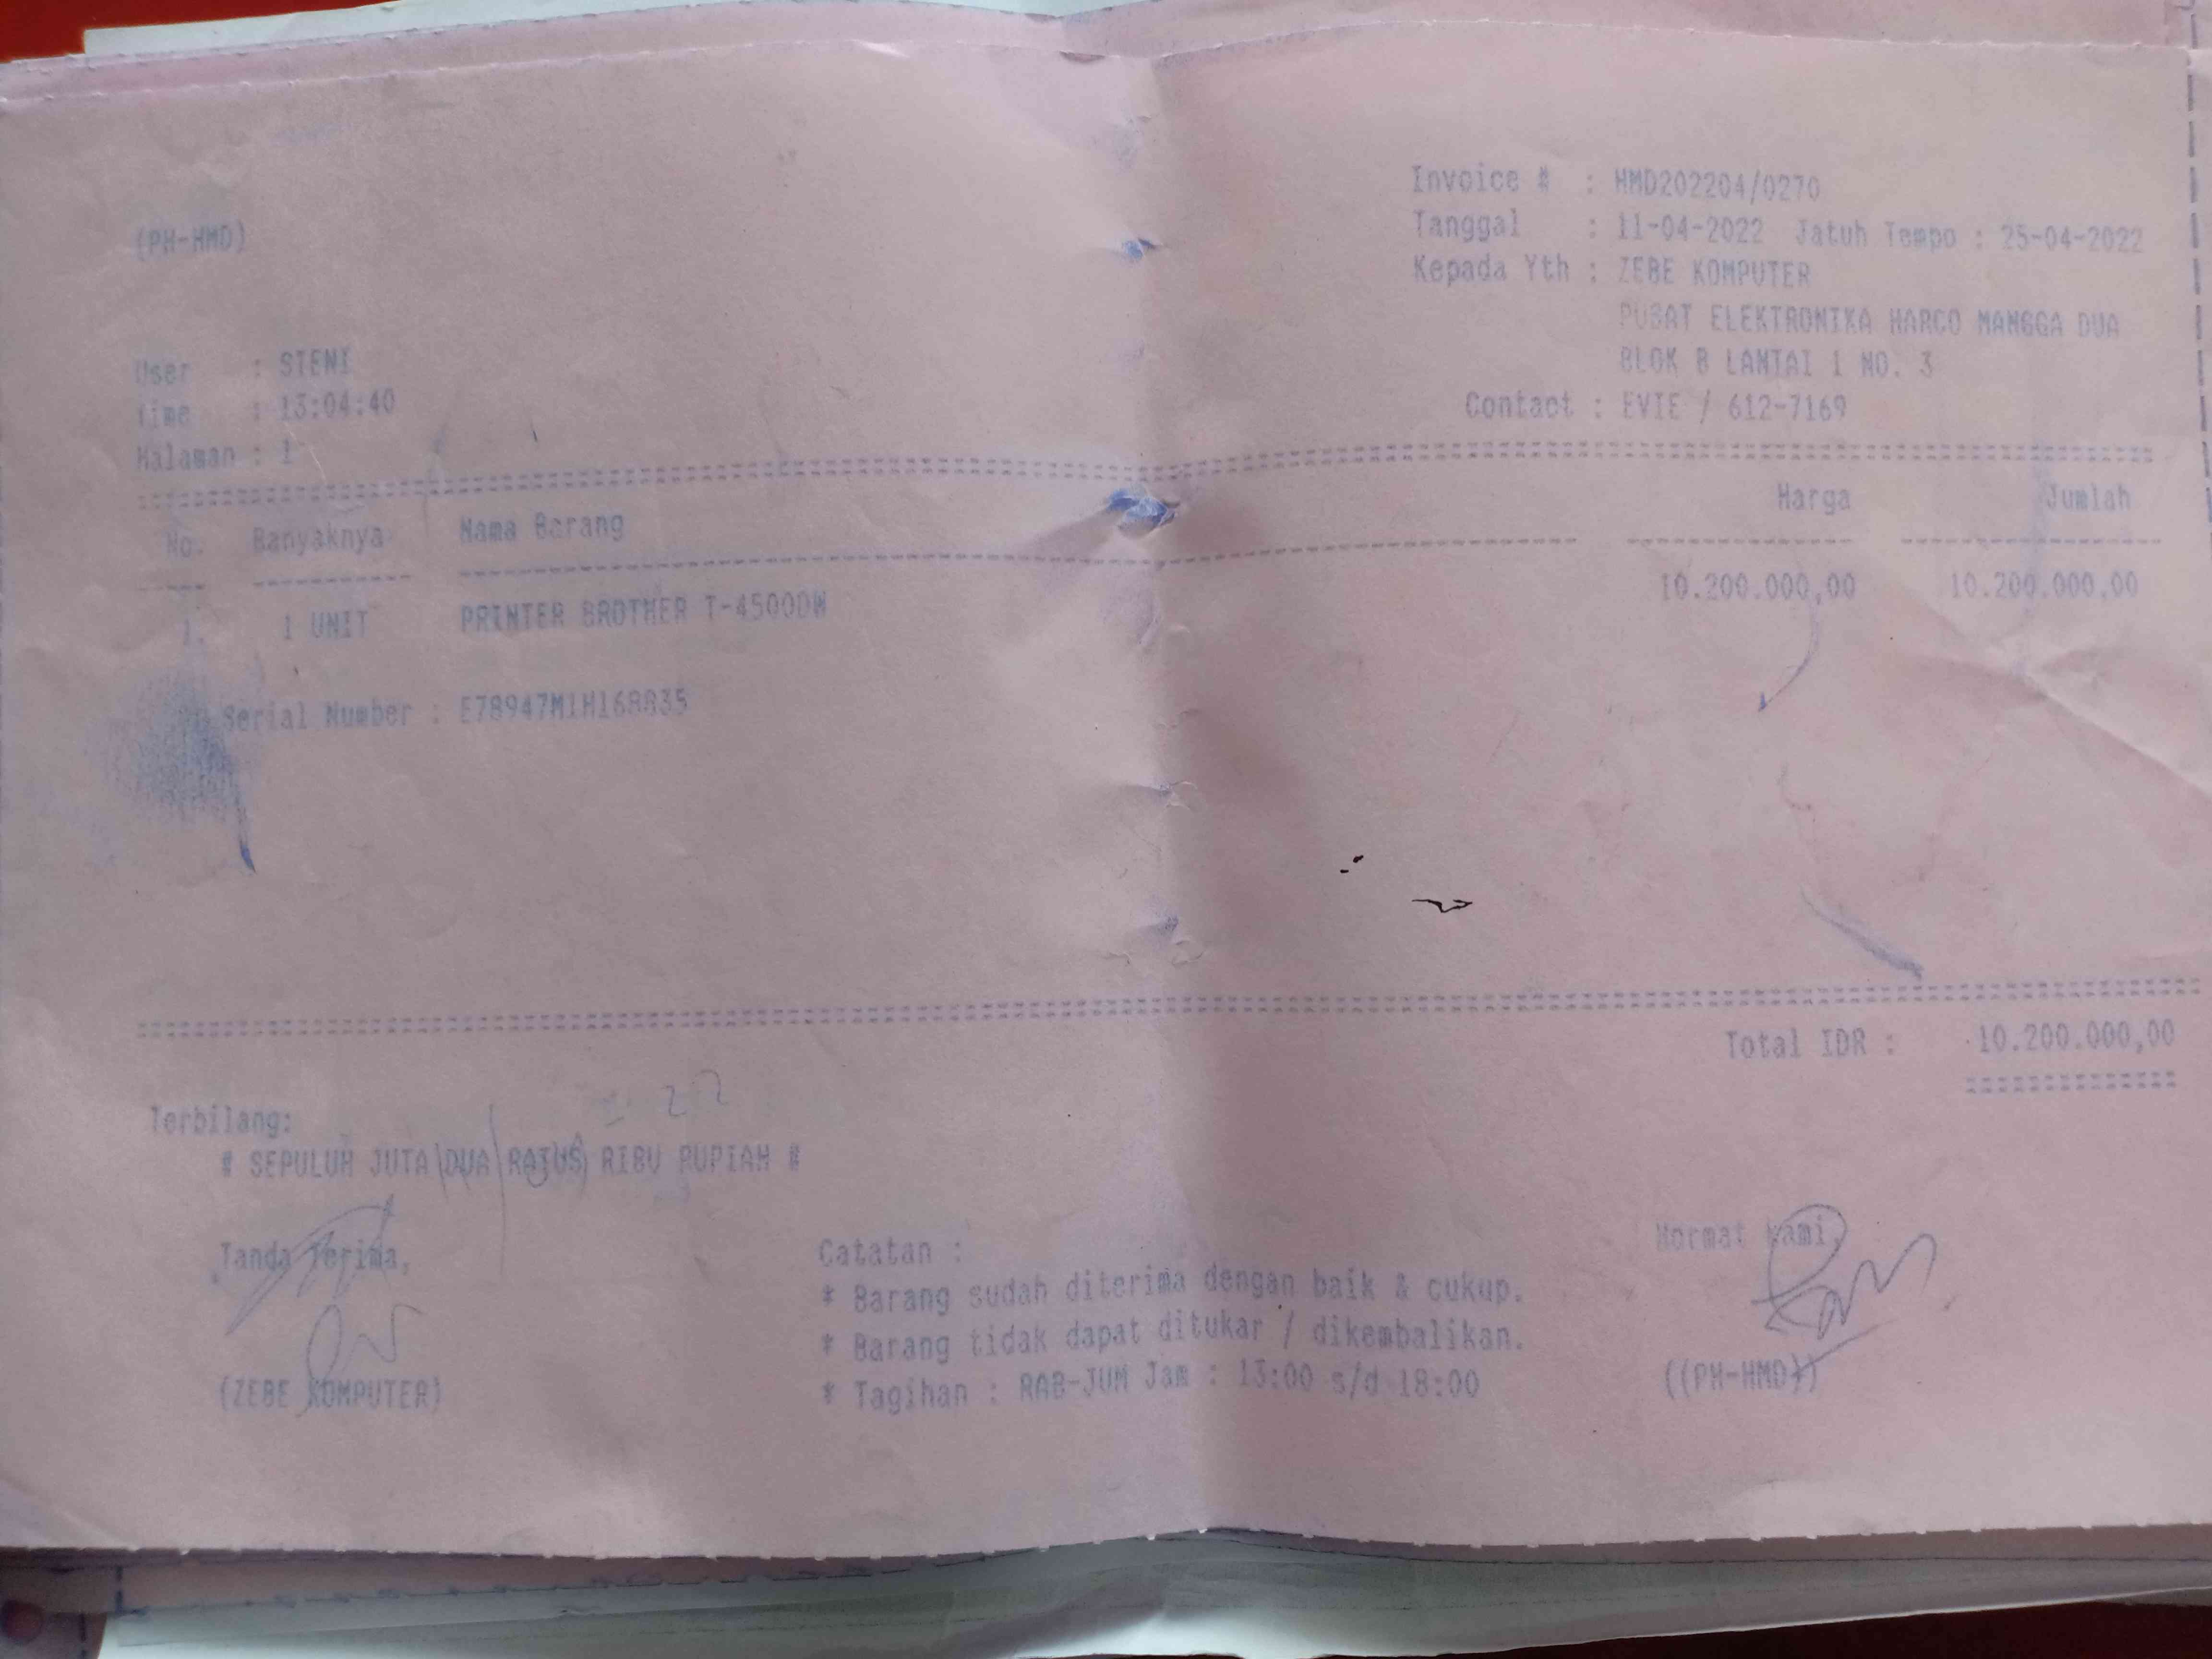 Invoice # : HMD202204/0270
(PH-HMD)
Tanggal : 11-04-2022 Jatuh Tempo : 25-04-2022
Kepada Yth : ZEBE KOMPUTER
PUSAT ELEKTRONIKA HARCO MANGGA DUA
BLOK B LANTAI 1 NO. 3
User : STENI
Time : 13:04:40
Contact : EVIE / 612-7169
Halaman : 1
No. Banyaknya Nama Barang Harga Jumlah
1. 1 UNIT PRINTER BROTHER T-4500DW 10.200.000,00 10.200.000,00
Serial Number : E78947M1H168835
Total IDR : 10.200.000,00
Terbilang:
# SEPULUH JUTA DUA RATUS RIBU RUPIAH #
Tanda Terima,
Catatan :
Hormat Kami,
* Barang sudah diterima dengan baik & cukup.
* Barang tidak dapat ditukar / dikembalikan.
* Tagihan : RAB-JUM Jam : 13:00 s/d 18:00
(ZEBE KOMPUTER)
((PH-HMD))